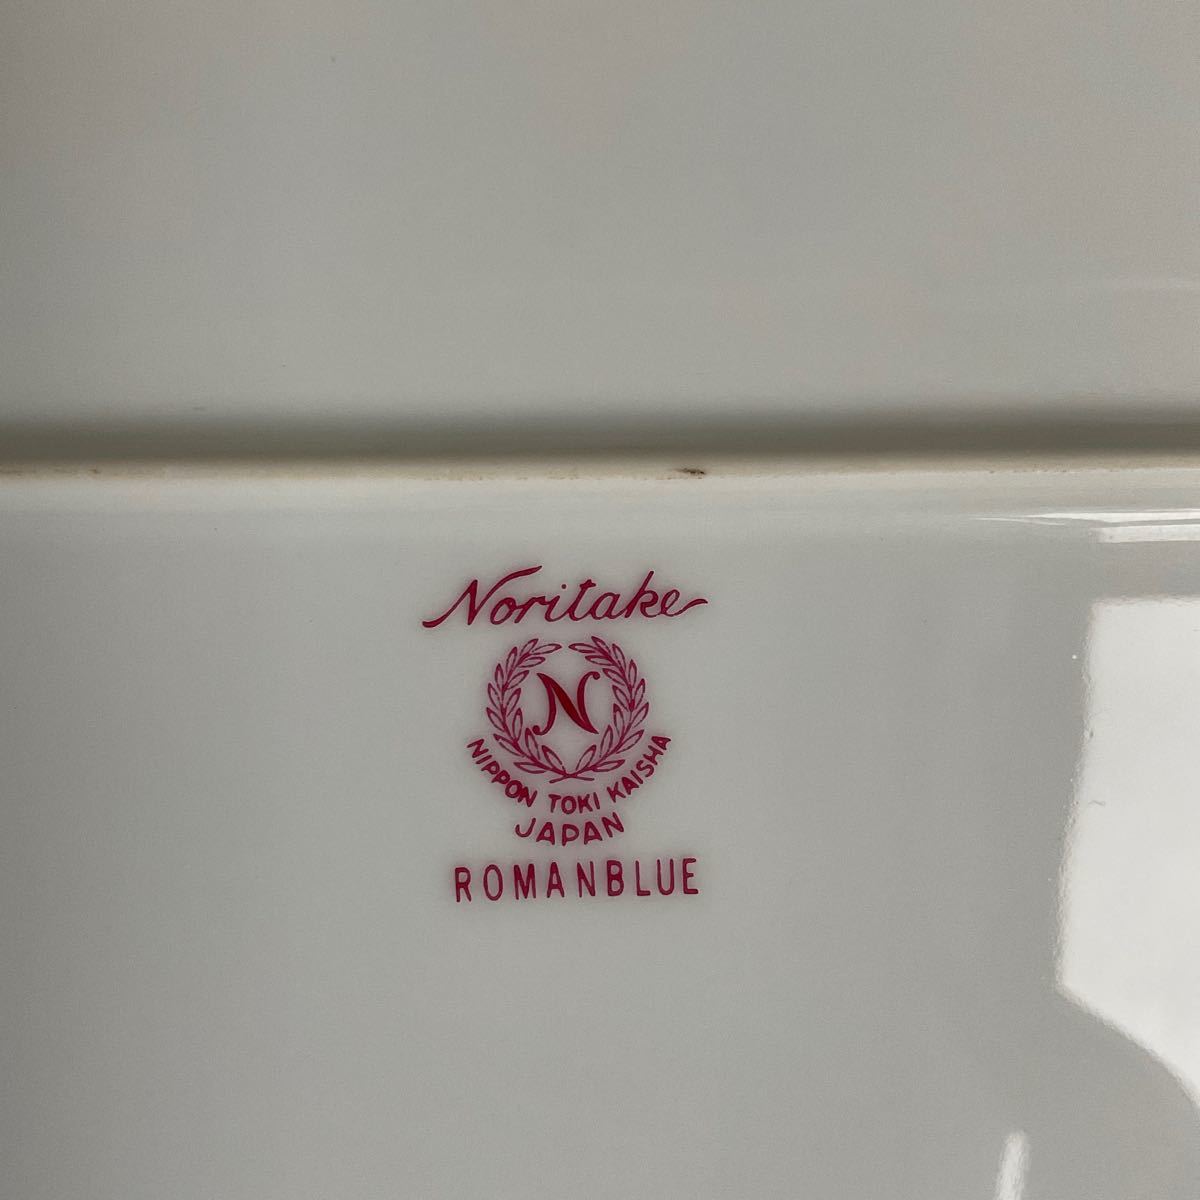 Noritake
N
NIPPON TOKI KAISHA
JAPAN
ROMANBLUE